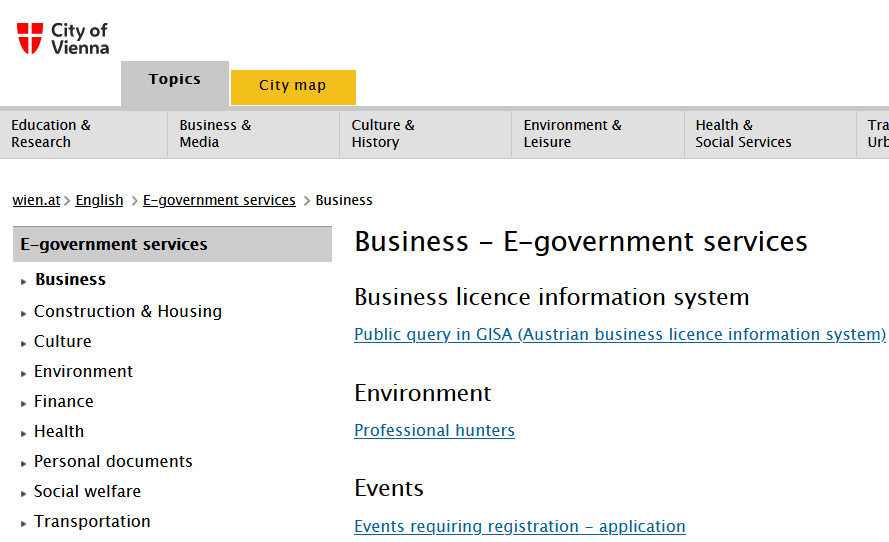 City of
Vienna
Topics
City map
Education &
Research
Business &
Media
Culture &
History
Environment &
Leisure
Health &
Social Services
Tra
Urb
wien.at
English
E-government services
Business
E-government services
Business
Construction & Housing
Culture
Environment
Finance
Health
Personal documents
Social welfare
Transportation
Business - E-government services
Business licence information system
Public query in GISA (Austrian business licence information system)
Environment
Professional hunters
Events
Events requiring registration - application